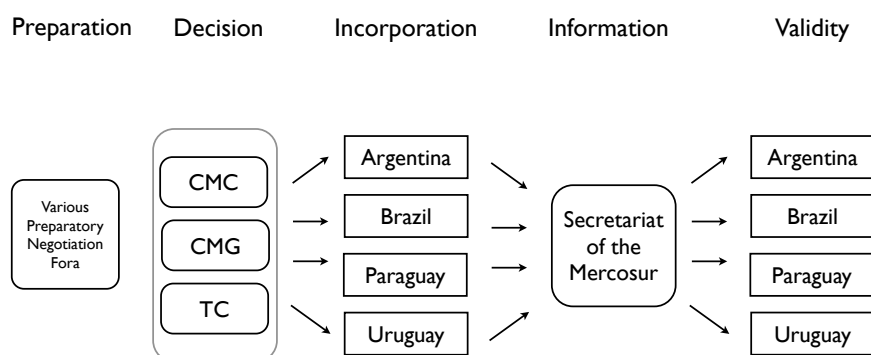 Preparation
Decision
Incorporation
Information
Validity
Various
Preparatory
Negotiation
Fora
CMC
CMG
TC
Argentina
Brazil
Paraguay
Uruguay
Secretariat
of the
Mercosur
Argentina
Brazil
Paraguay
Uruguay